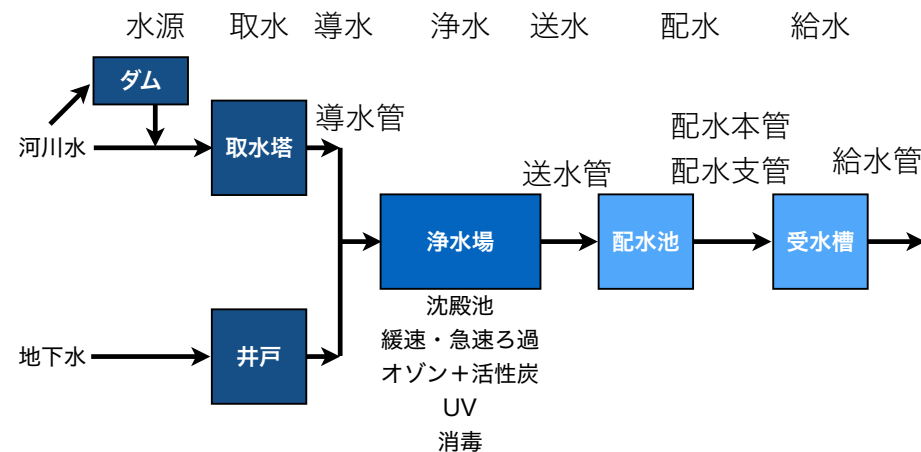 水源 取水 導水 浄水 送水 配水 給水
ダム
河川水
取水塔
導水管
配水本管
配水支管
送水管
給水管
浄水場
配水池
受水槽
沈殿池
緩速・急速ろ過
オゾン＋活性炭
UV
消毒
地下水
井戸